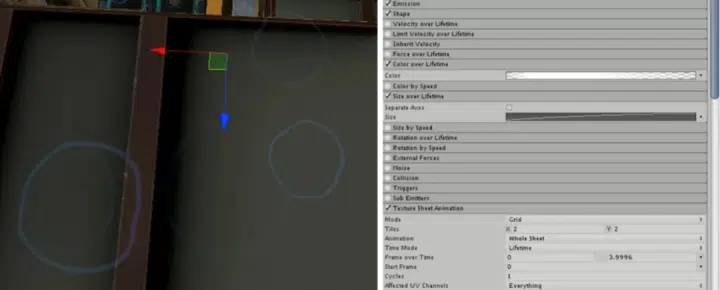 Emission
Shape
Velocity over Lifetime
Limit Velocity over Lifetime
Inherit Velocity
Force over Lifetime
Color over Lifetime
Color
Color by Speed
Size over Lifetime
Separate Axes
Size
Size by Speed
Rotation over Lifetime
Rotation by Speed
External Forces
Noise
Collision
Triggers
Sub Emitters
Texture Sheet Animation
Mode Grid
Tiles X 2 Y 2
Animation Whole Sheet
Time Mode Lifetime
Frame over Time 0 3.9996
Start Frame 0
Cycles 1
Affected UV Channels Everything